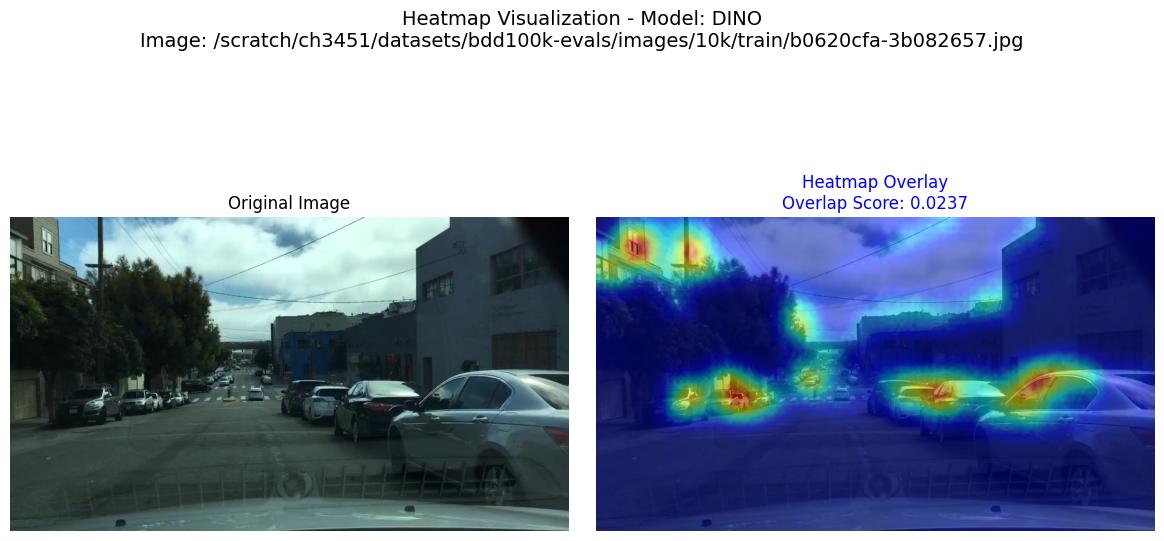 Heatmap Visualization - Model: DINO
Image: /scratch/ch3451/datasets/bdd100k-evals/images/10k/train/b0620cfa-3b082657.jpg
Original Image
Heatmap Overlay
Overlap Score: 0.0237